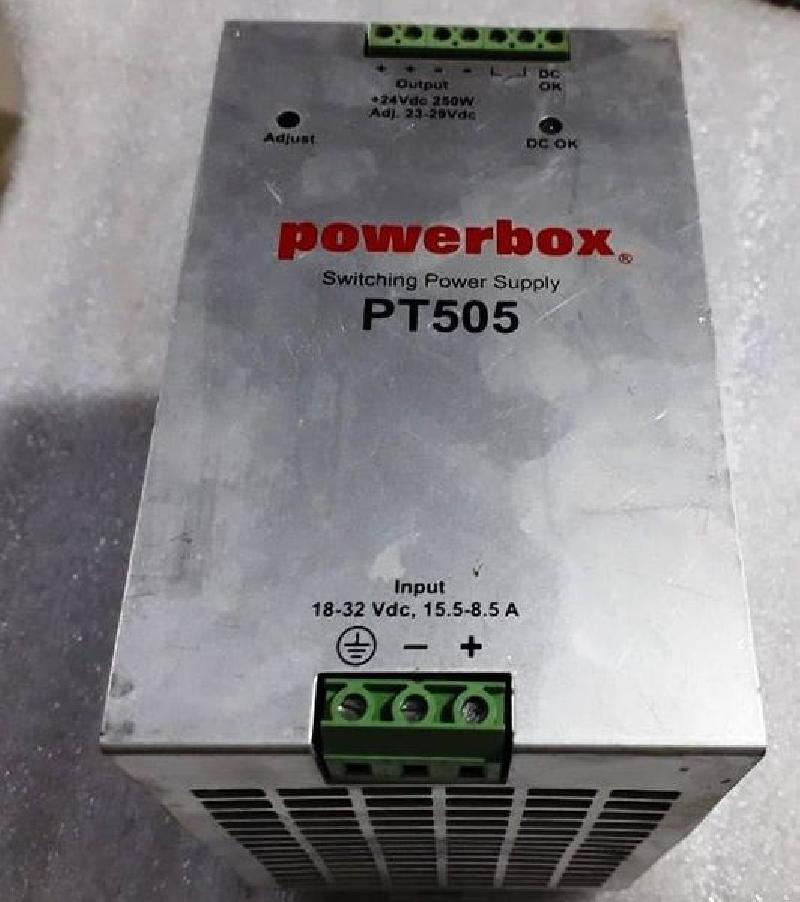 + + - - DC
OK
Output
+24Vdc 250W
Adj. 23-29Vdc
Adjust
DC OK
powerbox®
Switching Power Supply
PT505
Input
18-32 Vdc, 15.5-8.5 A
- +